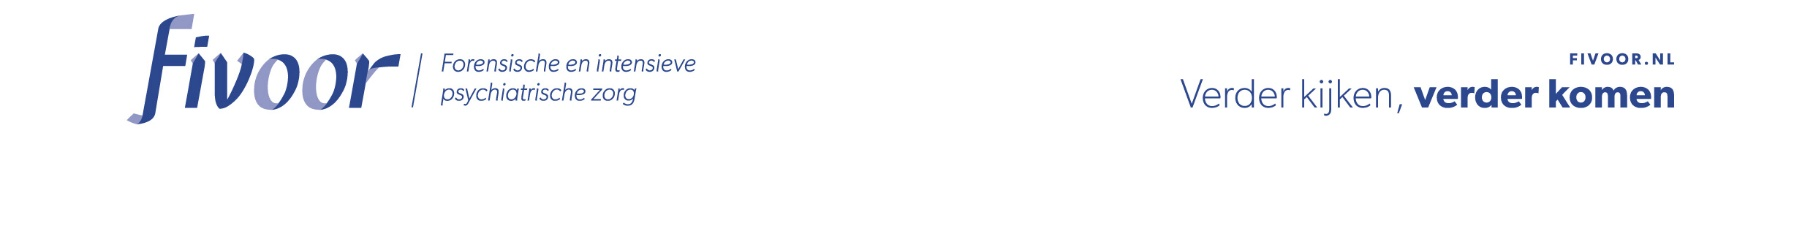 Fivoor
Forensische en intensieve
psychiatrische zorg
FIVOOR.NL
Verder kijken, verder komen